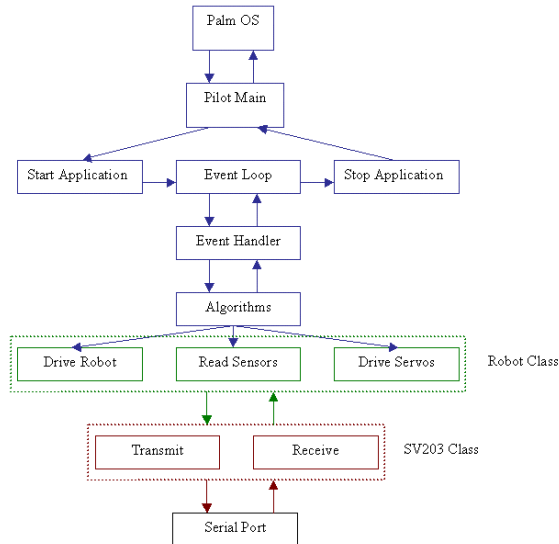 Palm OS
Pilot Main
Start Application
Event Loop
Stop Application
Event Handler
Algorithms
Drive Robot
Read Sensors
Drive Servos
Robot Class
Transmit
Receive
SV203 Class
Serial Port